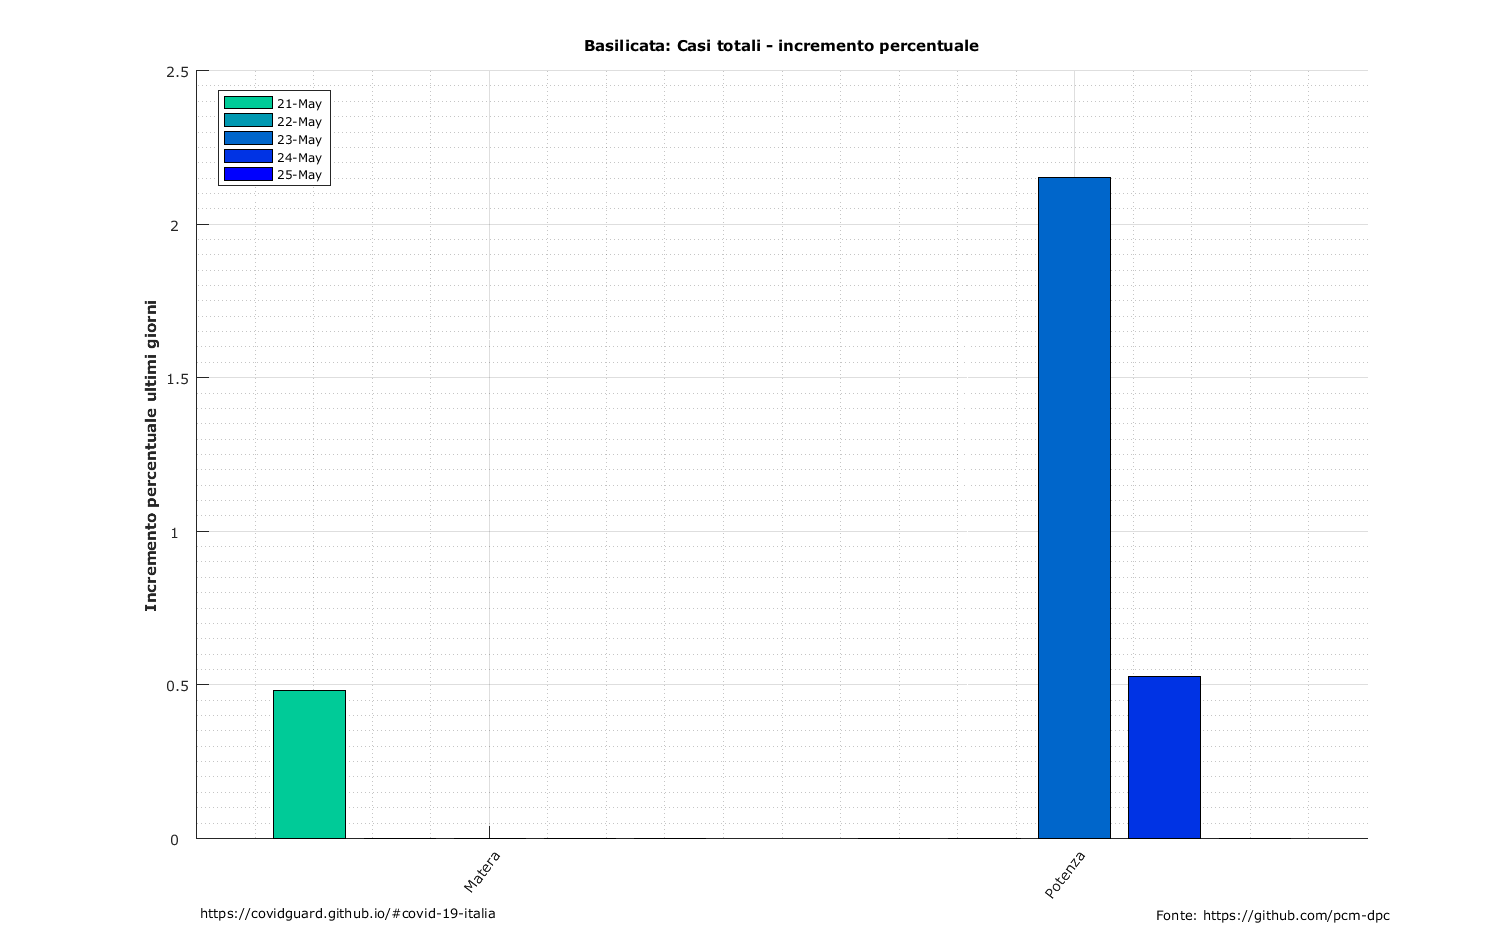 Basilicata: Casi totali - incremento percentuale
2.5
21-May
22-May
23-May
24-May
25-May
2
1.5
1
0.5
0
Incremento percentuale ultimi giorni
Matera
Potenza
https://covidguard.github.io/#covid-19-italia
Fonte: https://github.com/pcm-dpc